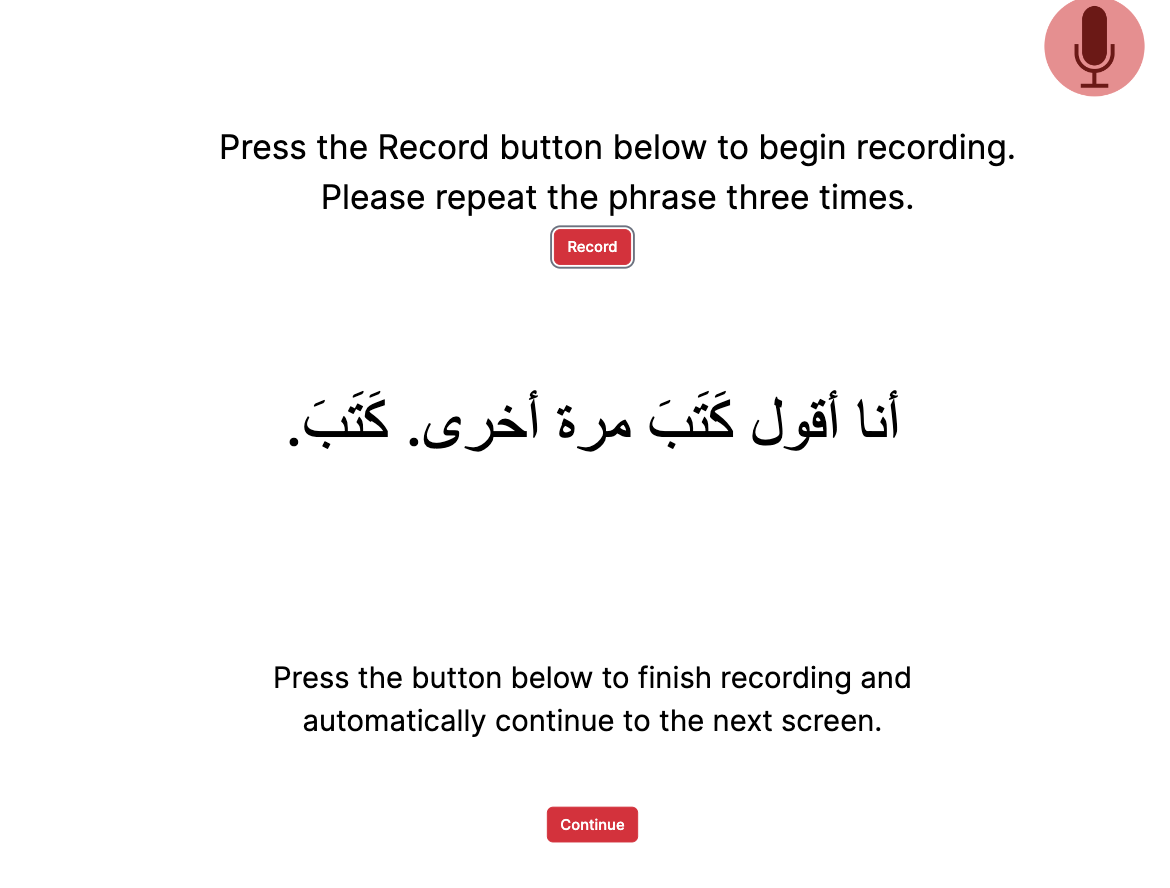 Press the Record button below to begin recording.
Please repeat the phrase three times.
Record
أنا أقول كَتَبَ مرة أخرى. كَتَبَ.
Press the button below to finish recording and
automatically continue to the next screen.
Continue